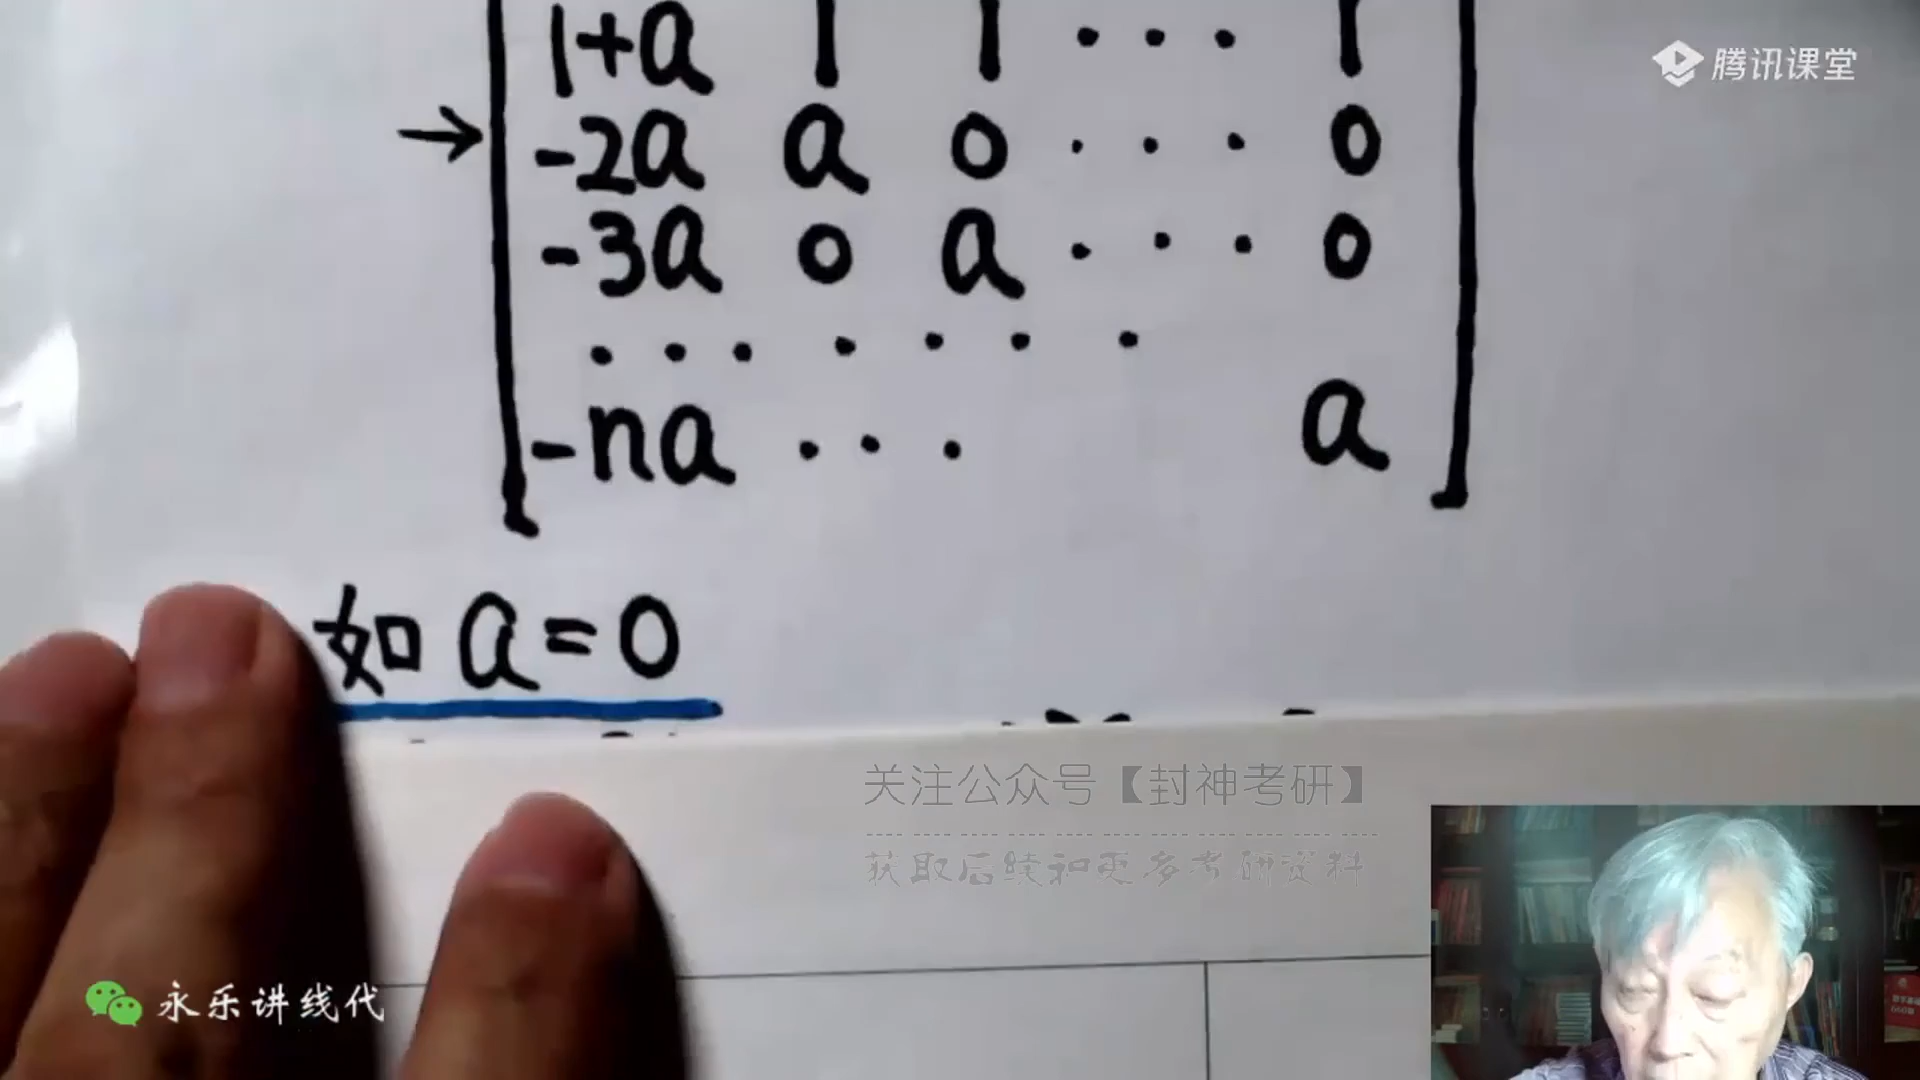 腾讯课堂
1+a 1 1 ··· 1
→ -2a a 0 ··· 0
-3a 0 a ··· 0
·······
-na ··· a
如 a=0
关注公众号【封神考研】
获取后续和更多考研资料
永乐讲线代